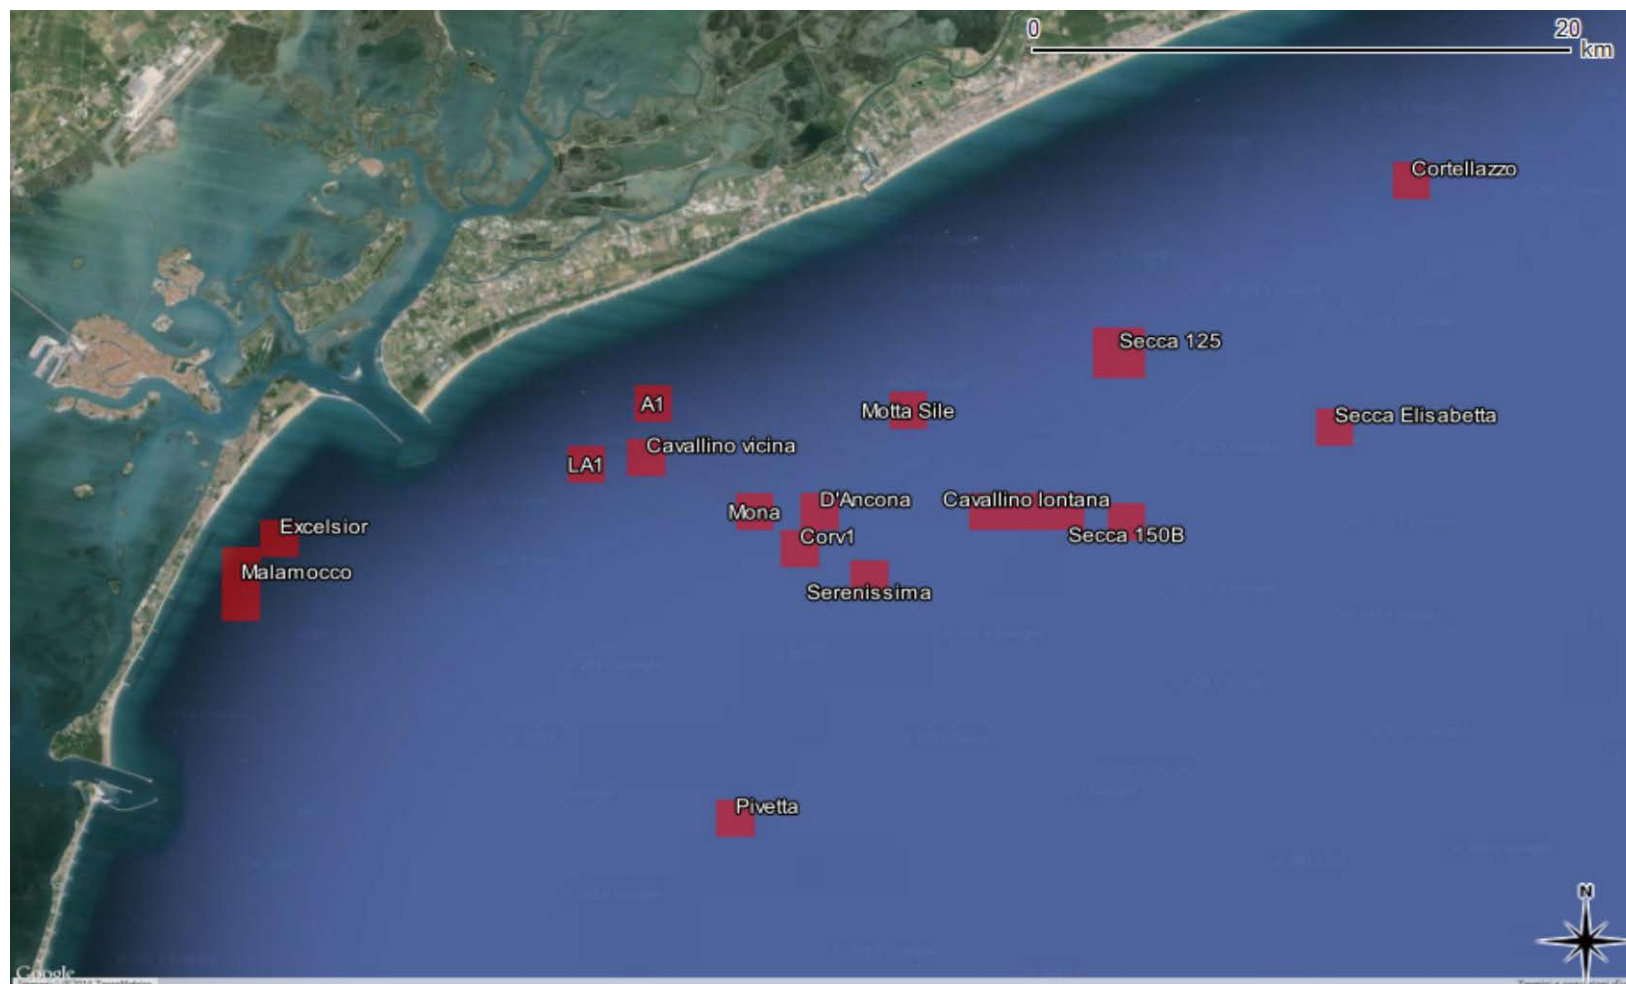 0 20
km
Cortellazzo
Secca 125
A1
Motta Sile
Secca Elisabetta
Cavallino vicina
LA1
D'Ancona
Cavallino lontana
Mona
Excelsior
Corv1
Secca 150B
Malamocco
Serenissima
Pivetta
N
Google